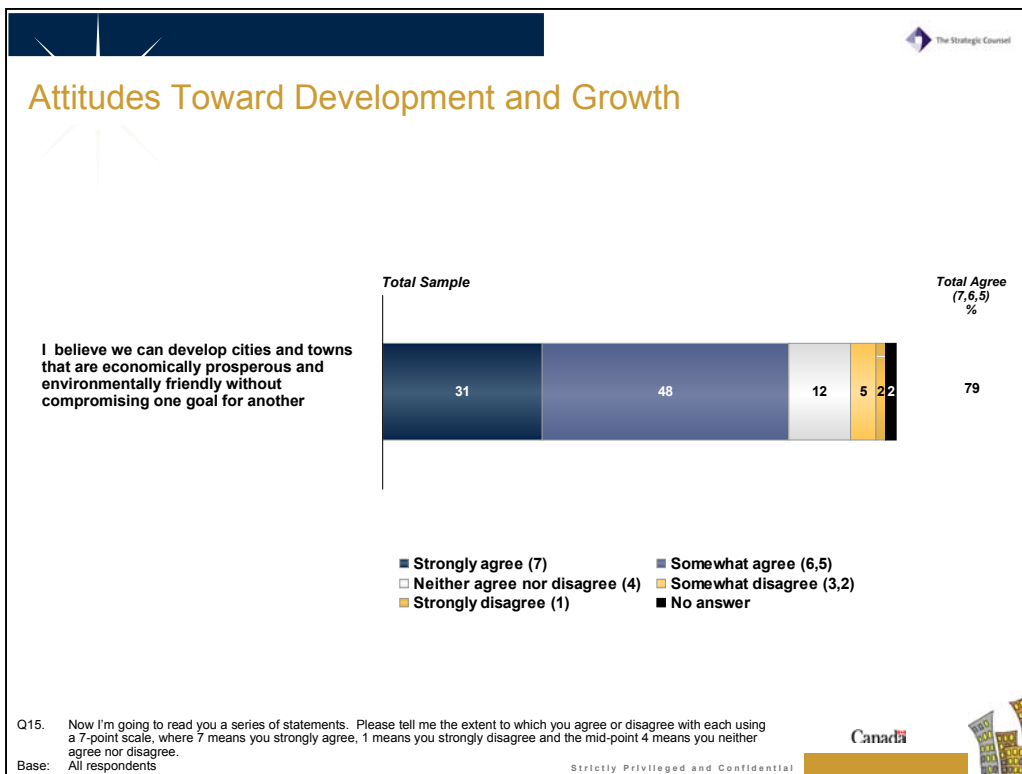 The Strategic Counsel
Attitudes Toward Development and Growth
Total Sample
Total Agree
(7,6,5)
%
I believe we can develop cities and towns
that are economically prosperous and
environmentally friendly without
compromising one goal for another
31 48 12 5 2 2 79
Strongly agree (7) Somewhat agree (6,5)
Neither agree nor disagree (4) Somewhat disagree (3,2)
Strongly disagree (1) No answer
Q15. Now I'm going to read you a series of statements. Please tell me the extent to which you agree or disagree with each using
a 7-point scale, where 7 means you strongly agree, 1 means you strongly disagree and the mid-point 4 means you neither
agree nor disagree.
Base: All respondents
Strictly Privileged and Confidential
Canada